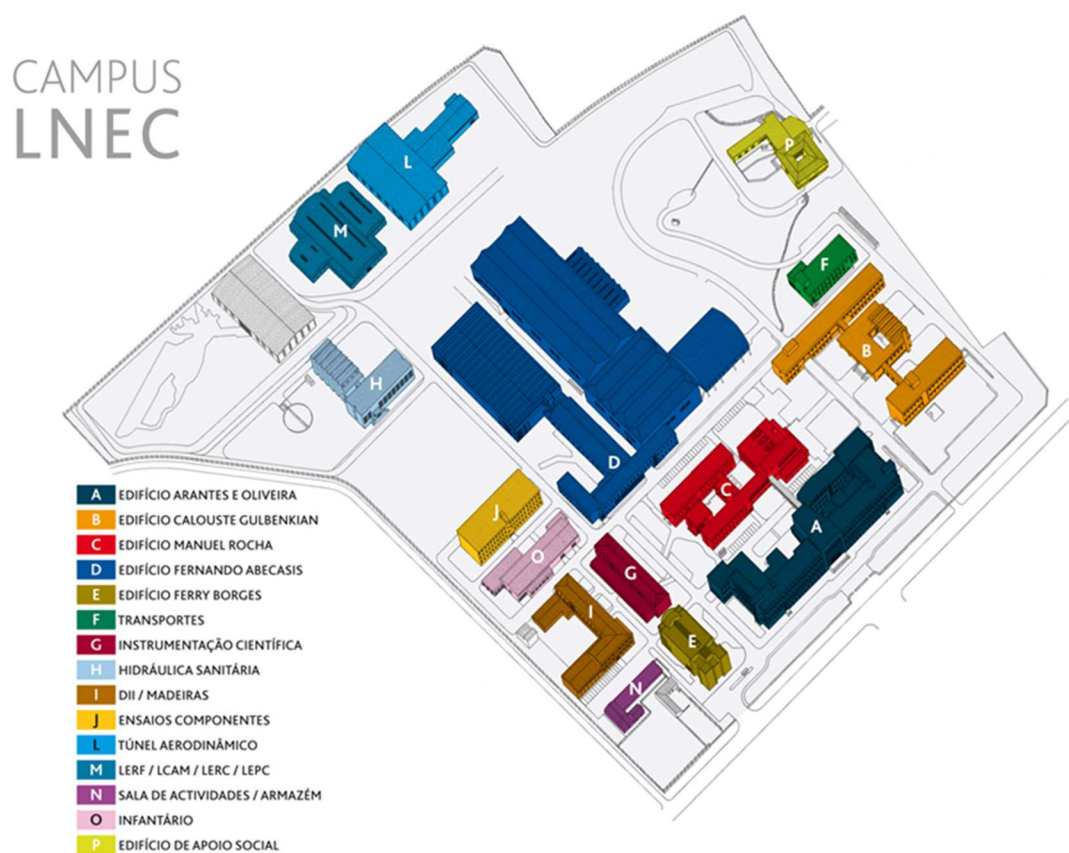 CAMPUS
LNEC
L
P
M
F
B
H
D
C
A
J
O
G
I
E
N
A EDIFÍCIO ARANTES E OLIVEIRA
B EDIFÍCIO CALOUSTE GULBENKIAN
C EDIFÍCIO MANUEL ROCHA
D EDIFÍCIO FERNANDO ABECASIS
E EDIFÍCIO FERRY BORGES
F TRANSPORTES
G INSTRUMENTAÇÃO CIENTÍFICA
H HIDRÁULICA SANITÁRIA
I DII / MADEIRAS
J ENSAIOS COMPONENTES
L TÚNEL AERODINÂMICO
M LERF / LCAM / LERC / LEPC
N SALA DE ACTIVIDADES / ARMAZÉM
O INFANTÁRIO
P EDIFÍCIO DE APOIO SOCIAL